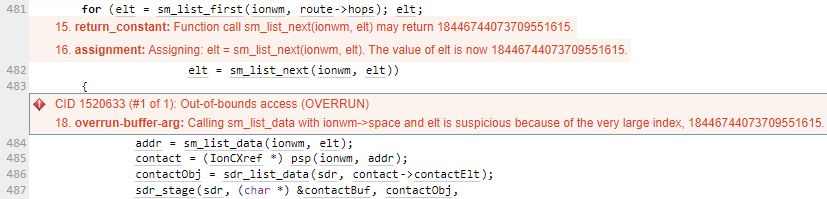 481 for (elt = sm_list_first(ionwm, route->hops); elt;
15. return_constant: Function call sm_list_next(ionwm, elt) may return 18446744073709551615.
16. assignment: Assigning: elt = sm_list_next(ionwm, elt). The value of elt is now 18446744073709551615.
482 elt = sm_list_next(ionwm, elt))
483 {
CID 1520633 (#1 of 1): Out-of-bounds access (OVERRUN)
18. overrun-buffer-arg: Calling sm_list_data with ionwm->space and elt is suspicious because of the very large index, 18446744073709551615.
484 addr = sm_list_data(ionwm, elt);
485 contact = (IonCXref *) psp(ionwm, addr);
486 contactObj = sdr_list_data(sdr, contact->contactElt);
487 sdr_stage(sdr, (char *) &contactBuf, contactObj,